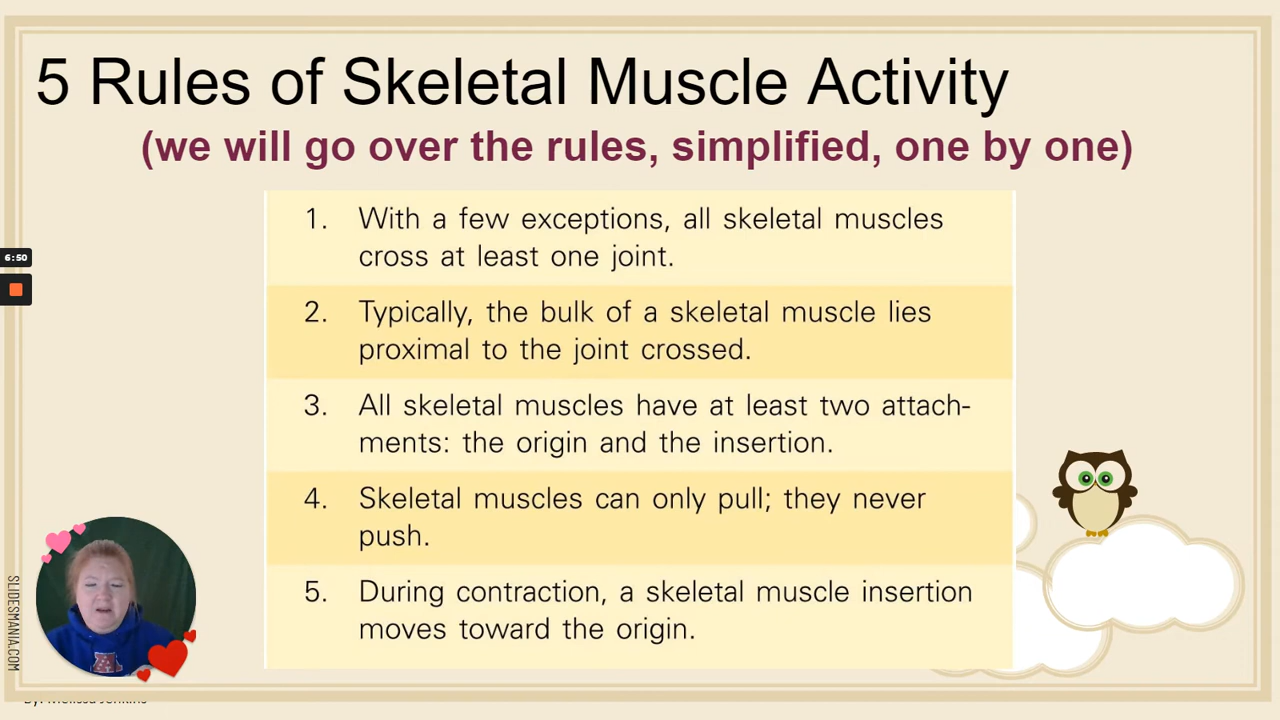 5 Rules of Skeletal Muscle Activity
(we will go over the rules, simplified, one by one)
1. With a few exceptions, all skeletal muscles
cross at least one joint.
2. Typically, the bulk of a skeletal muscle lies
proximal to the joint crossed.
3. All skeletal muscles have at least two attach-
ments: the origin and the insertion.
4. Skeletal muscles can only pull; they never
push.
5. During contraction, a skeletal muscle insertion
moves toward the origin.
6:50
SLIDESMANIA.COM
A